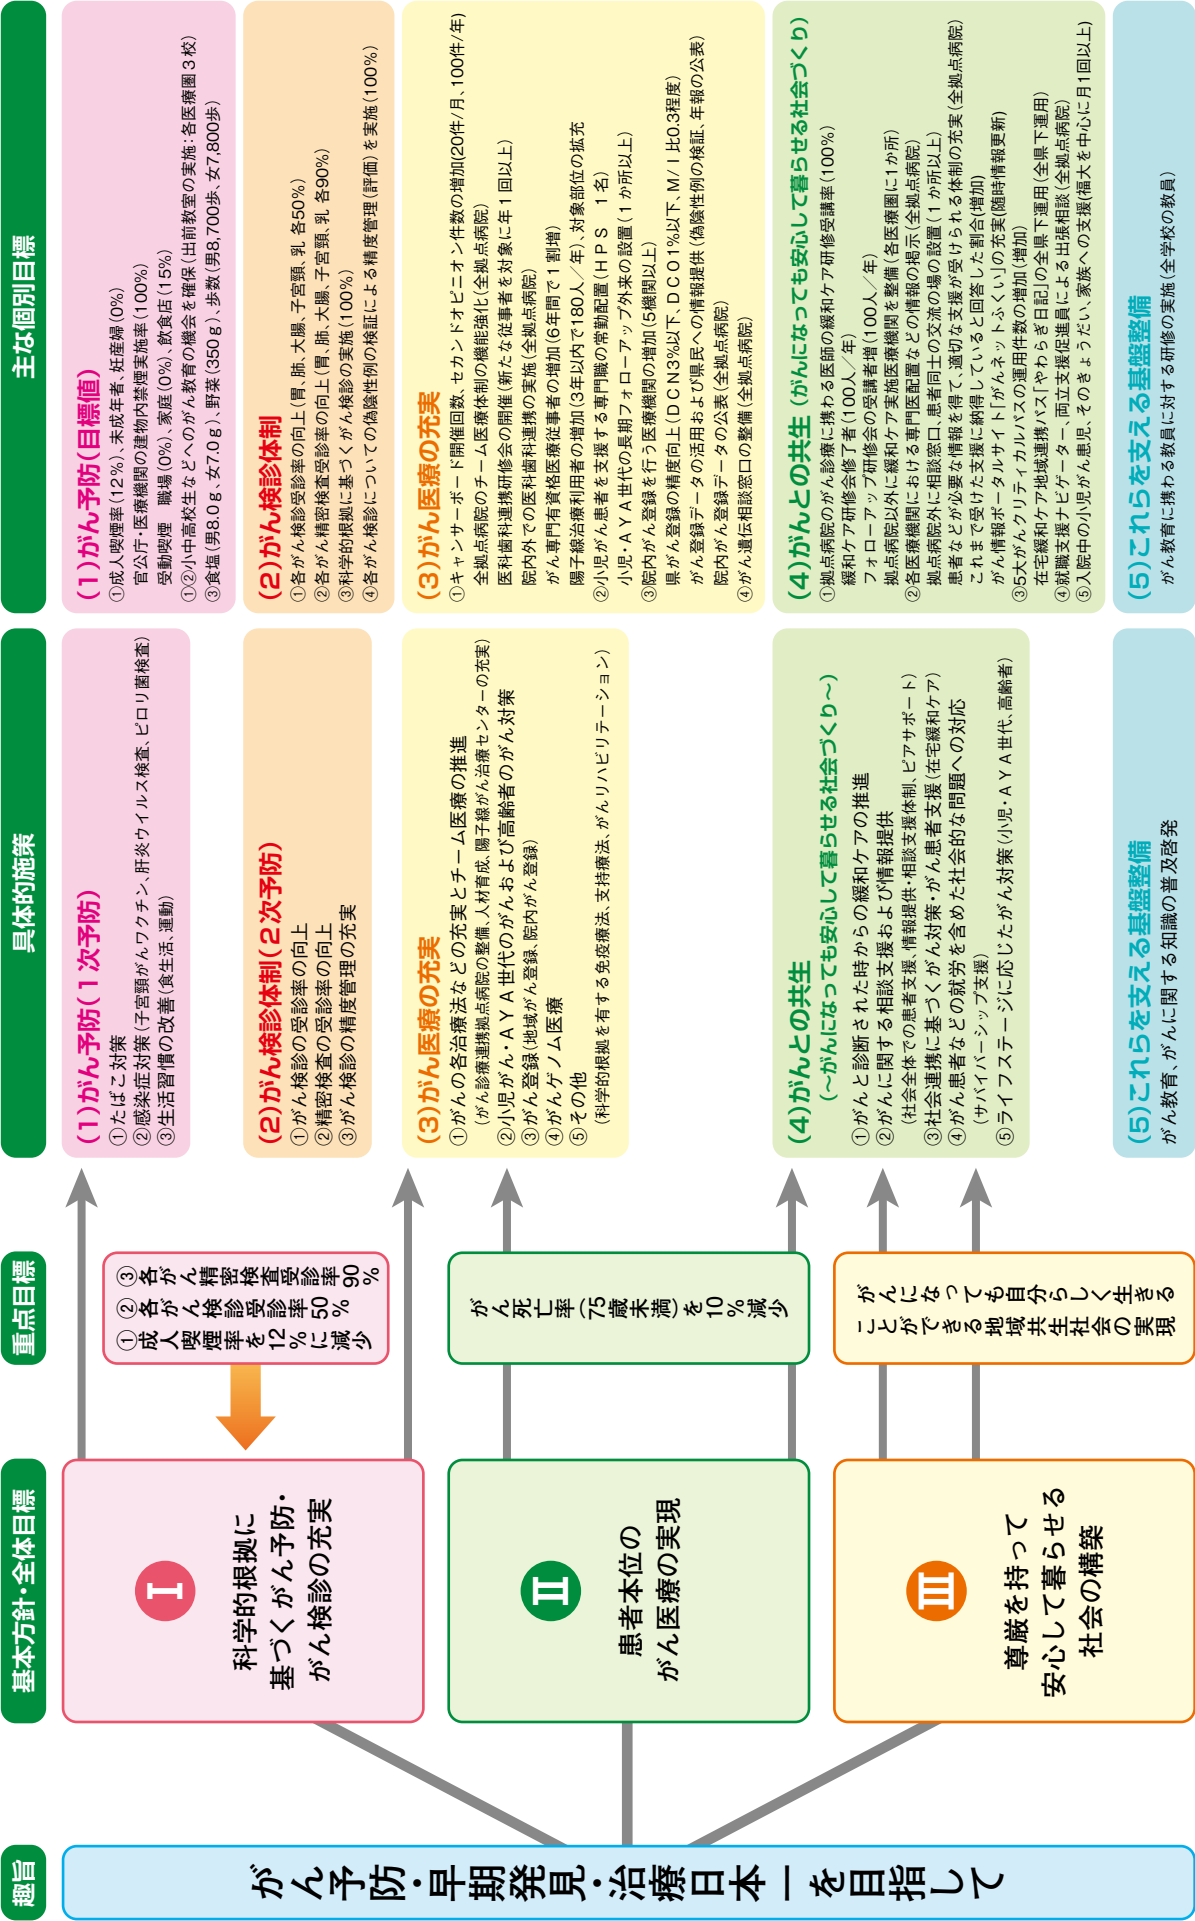 趣旨
がん予防・早期発見・治療日本一を目指して
基本方針・全体目標
Ⅰ
科学的根拠に
基づくがん予防・
がん検診の充実
Ⅱ
患者本位の
がん医療の実現
Ⅲ
尊厳を持って
安心して暮らせる
社会の構築
重点目標
①成人喫煙率を12%に減少
②各がん検診受診率50%
③各がん精密検査受診率90%
がん死亡率(75歳未満)を10%減少
がんになっても自分らしく生きる
ことができる地域共生社会の実現
具体的施策
(1)がん予防(1次予防)
①たばこ対策
②感染症対策(子宮頸がんワクチン、肝炎ウイルス検査、ピロリ菌検査)
③生活習慣の改善(食生活、運動)
(2)がん検診体制(2次予防)
①がん検診の受診率の向上
②精密検査の受診率の向上
③がん検診の精度管理の充実
(3)がん医療の充実
①がんの各治療法などの充実とチーム医療の推進
(がん診療連携拠点病院の整備、人材育成、陽子線がん治療センターの充実)
②小児がん・AYA世代のがんおよび高齢者のがん対策
③がん登録(地域がん登録、院内がん登録)
④がんゲノム医療
⑤その他
(科学的根拠を有する免疫療法、支持療法、がんリハビリテーション)
(4)がんとの共生
(~がんになっても安心して暮らせる社会づくり~)
①がんと診断された時からの緩和ケアの推進
②がんに関する相談支援および情報提供
(社会全体での患者支援、情報提供・相談支援体制、ピアサポート)
③社会連携に基づくがん対策・がん患者支援(在宅緩和ケア)
④がん患者などの就労を含めた社会的な問題への対応
(サバイバーシップ支援)
⑤ライフステージに応じたがん対策(小児・AYA世代、高齢者)
(5)これらを支える基盤整備
がん教育、がんに関する知識の普及啓発
主な個別目標
(1)がん予防(目標値)
①成人喫煙率(12%)、未成年者、妊産婦(0%)
官公庁・医療機関の建物内禁煙実施率(100%)
受動喫煙 職場(0%)、家庭(0%)、飲食店(15%)
①②小中高校生などへのがん教育の機会を確保(出前教室の実施:各医療圏3校)
③食塩(男8.0g、女7.0g)、野菜(350g)、歩数(男8,700歩、女7,800歩)
(2)がん検診体制
①各がん検診受診率の向上(胃、肺、大腸、子宮頸、乳 各50%)
②各がん精密検査受診率の向上(胃、肺、大腸、子宮頸、乳 各90%)
③科学的根拠に基づくがん検診の実施(100%)
④各がん検診についての偽陰性例の検証による精度管理(評価)を実施(100%)
(3)がん医療の充実
①キャンサーボード開催回数、セカンドオピニオン件数の増加(20件/月、100件/年)
全拠点病院のチーム医療体制の機能強化(全拠点病院)
医科歯科連携研修会の開催(新たな従事者を対象に年1回以上)
院内外での医科歯科連携の実施(全拠点病院)
がん専門有資格医療従事者の増加(6年間で1割増)
陽子線治療利用者の増加(3年以内で180人/年)、対象部位の拡充
②小児がん患者を支援する専門職の常勤配置(HPS 1名)
小児・AYA世代の長期フォローアップ外来の設置(1か所以上)
③院内がん登録を行う医療機関の増加(5機関以上)
県がん登録の精度向上(DCN3%以下、DCO1%以下、M/I比0.3程度)
がん登録データの活用および県民への情報提供(偽陰性例の検証、年報の公表)
院内がん登録データの公表(全拠点病院)
④がん遺伝相談窓口の整備(全拠点病院)
(4)がんとの共生(がんになっても安心して暮らせる社会づくり)
①拠点病院のがん診療に携わる医師の緩和ケア研修受講率(100%)
緩和ケア研修会修了者(100人/年)
フォローアップ研修会の受講者増(100人/年)
拠点病院以外に緩和ケア実施医療機関を整備(各医療圏に1か所)
②各医療機関における専門医配置などの情報の掲示(全拠点病院)
拠点病院外に相談窓口、患者同士の交流の場の設置(1か所以上)
患者などが必要な情報を得て、適切な支援が受けられる体制の充実(全拠点病院)
これまで受けた支援に納得していると回答した割合(増加)
がん情報ポータルサイト「がんネットふくい」の充実(随時情報更新)
③5大がんクリティカルパスの運用件数の増加(増加)
在宅緩和ケア地域連携パス「やわらぎ日記」の全県下運用(全県下運用)
④就職支援ナビゲーター、両立支援促進員による出張相談(全拠点病院)
⑤入院中の小児がん患児、そのきょうだい、家族への支援(福大を中心に月1回以上)
(5)これらを支える基盤整備
がん教育に携わる教員に対する研修の実施(全学校の教員)